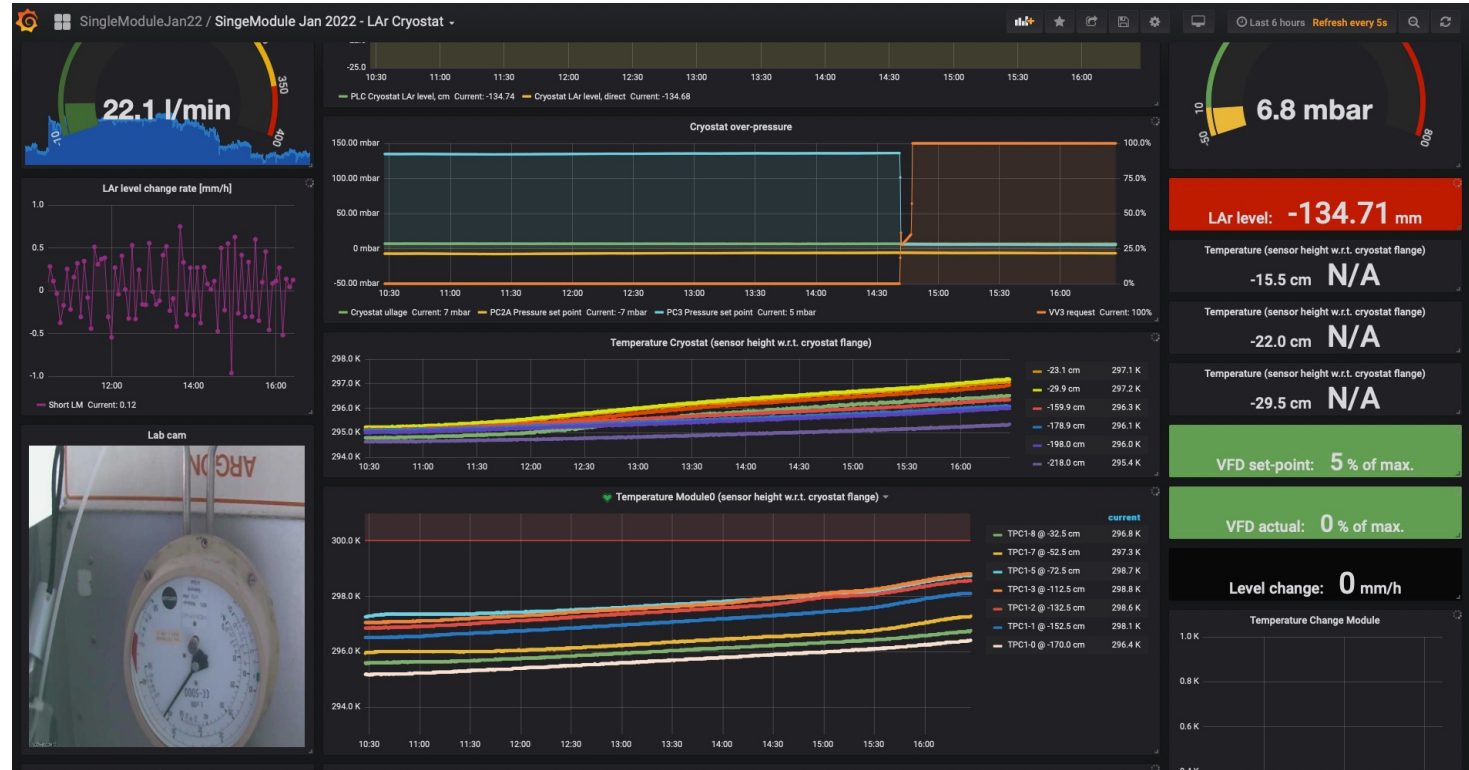 SingleModuleJan22 / SingeModule Jan 2022 - LAr Cryostat
Last 6 hours Refresh every 5s
22.1 l/min
-10
350
400
LAr level change rate [mm/h]
1.0
0.5
0
-0.5
-1.0
12:00 14:00 16:00
Short LM Current: 0.12
Lab cam
ARGON
CC-5000
-25.0
10:30 11:00 11:30 12:00 12:30 13:00 13:30 14:00 14:30 15:00 15:30 16:00
PLC Cryostat LAr level, cm Current: -134.74 Cryostat LAr level, direct Current: -134.68
Cryostat over-pressure
150.00 mbar 100.0%
100.00 mbar 75.0%
50.00 mbar 50.0%
0 mbar 25.0%
-50.00 mbar 0%
10:30 11:00 11:30 12:00 12:30 13:00 13:30 14:00 14:30 15:00 15:30 16:00
Cryostat ullage Current: 7 mbar PC2A Pressure set point Current: -7 mbar PC3 Pressure set point Current: 5 mbar VV3 request Current: 100%
Temperature Cryostat (sensor height w.r.t. cryostat flange)
298.0 K
297.0 K
296.0 K
295.0 K
294.0 K
10:30 11:00 11:30 12:00 12:30 13:00 13:30 14:00 14:30 15:00 15:30 16:00
-23.1 cm 297.1 K
-29.9 cm 297.2 K
-159.9 cm 296.3 K
-178.9 cm 296.1 K
-198.0 cm 296.0 K
-218.0 cm 295.4 K
Temperature Module0 (sensor height w.r.t. cryostat flange)
300.0 K
298.0 K
296.0 K
294.0 K
10:30 11:00 11:30 12:00 12:30 13:00 13:30 14:00 14:30 15:00 15:30 16:00
current
TPC1-8 @ -32.5 cm 296.8 K
TPC1-7 @ -52.5 cm 297.3 K
TPC1-5 @ -72.5 cm 298.7 K
TPC1-3 @ -112.5 cm 298.8 K
TPC1-2 @ -132.5 cm 298.6 K
TPC1-1 @ -152.5 cm 298.1 K
TPC1-0 @ -170.0 cm 296.4 K
6.8 mbar
-50
10
800
LAr level: -134.71 mm
Temperature (sensor height w.r.t. cryostat flange)
-15.5 cm N/A
Temperature (sensor height w.r.t. cryostat flange)
-22.0 cm N/A
Temperature (sensor height w.r.t. cryostat flange)
-29.5 cm N/A
VFD set-point: 5 % of max.
VFD actual: 0 % of max.
Level change: 0 mm/h
Temperature Change Module
1.0 K
0.8 K
0.6 K